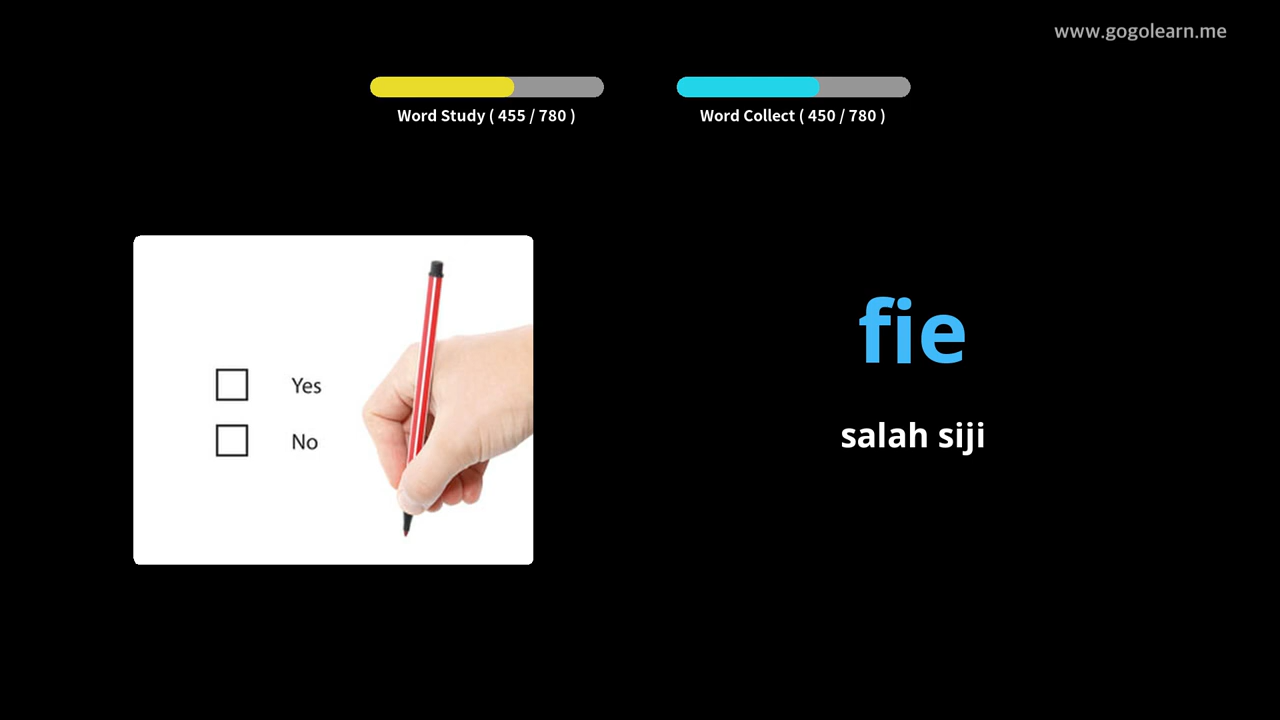 www.gogolearn.me
Word Study ( 455 / 780 )
Word Collect ( 450 / 780 )
Yes
No
fie
salah siji